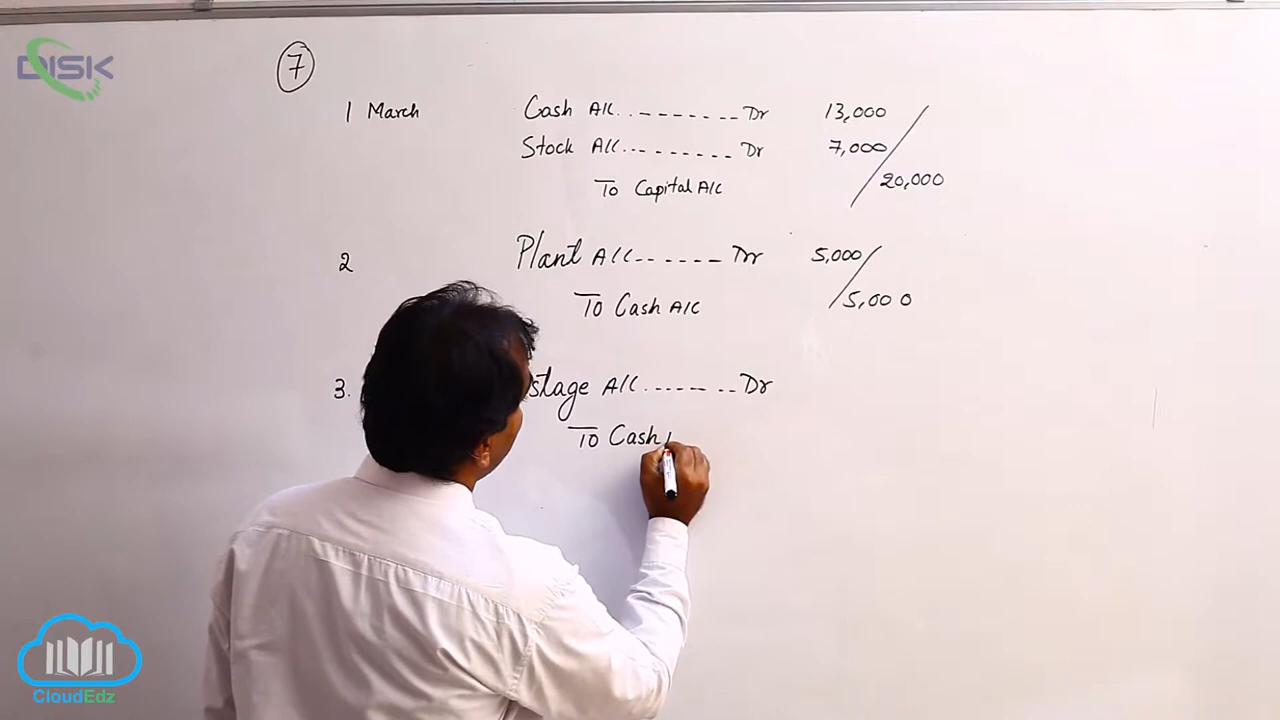 DISK
7
1 March Cash A/C..-------- Dr 13,000
Stock A/C...------- Dr 7,000
To Capital A/C 20,000
2 Plant A/C------ Dr 5,000
To Cash A/C 5,000
3. stage A/C.-----..Dr
To Cash
CloudEdz